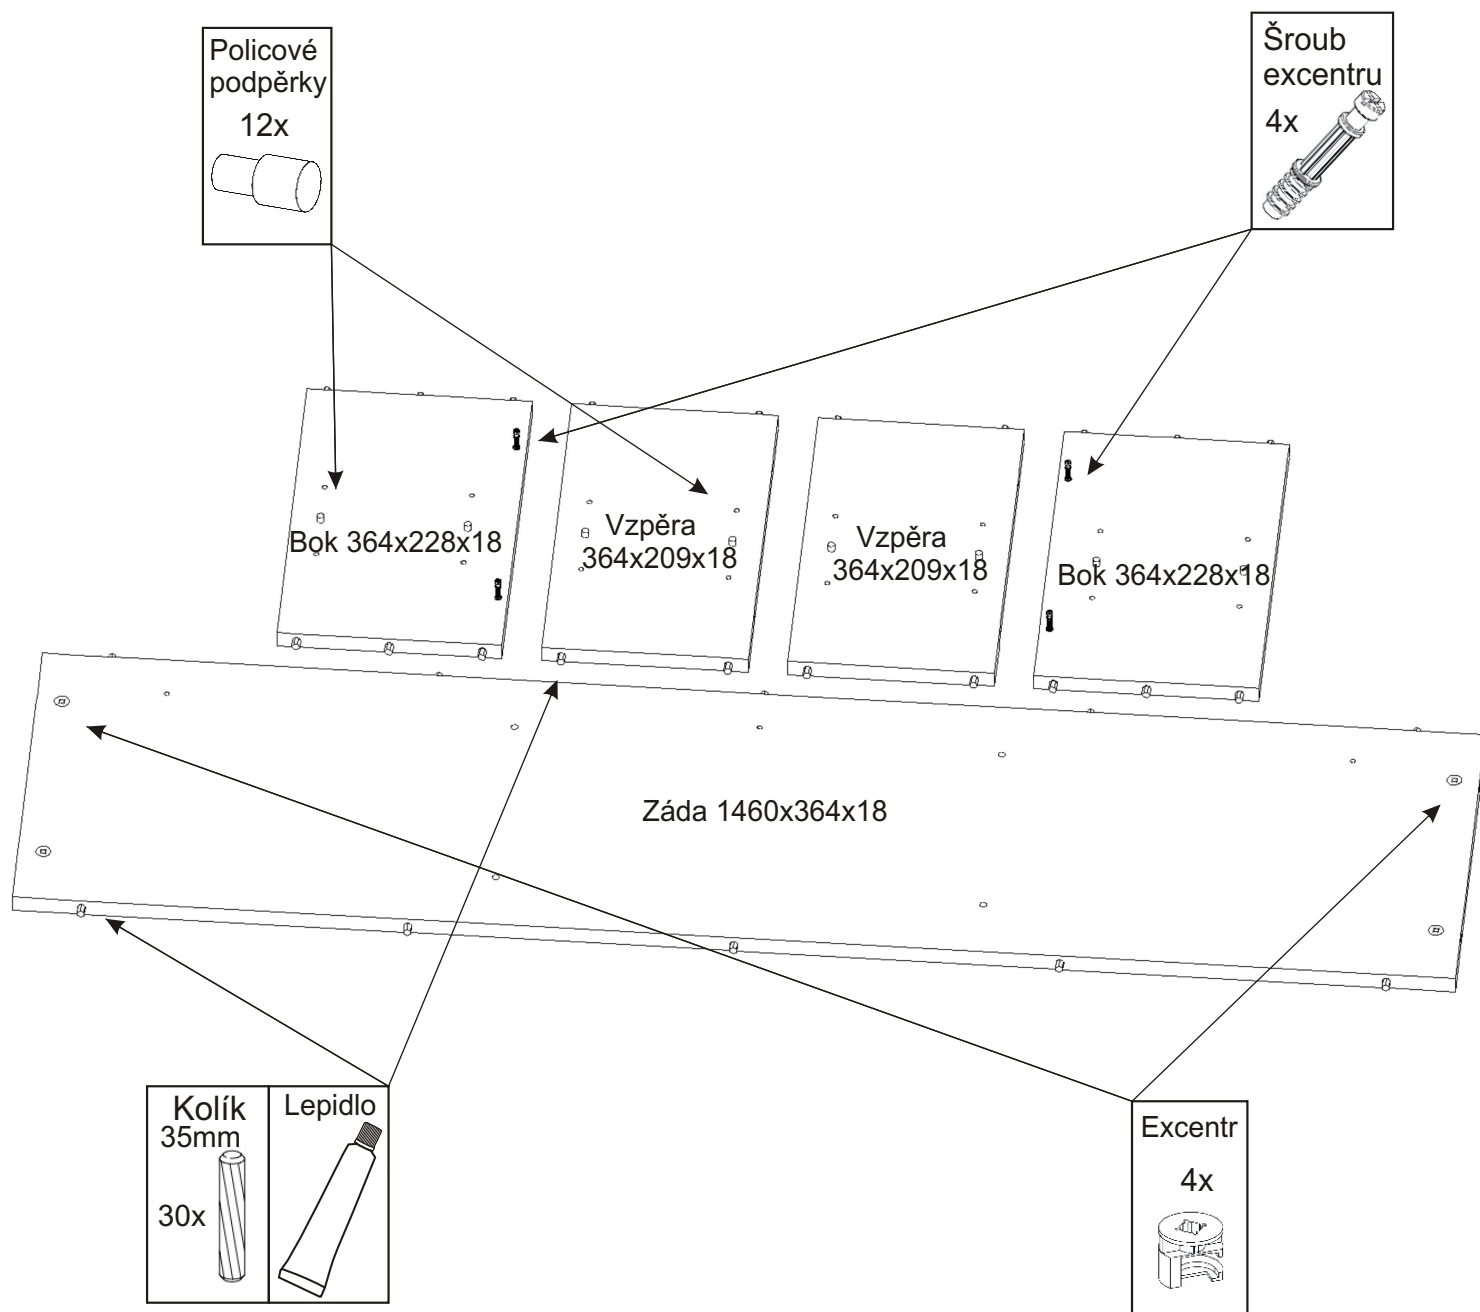 Policové
podpěrky
12x
Šroub
excentru
4x
Bok 364x228x18
Vzpěra
364x209x18
Vzpěra
364x209x18
Bok 364x228x18
Záda 1460x364x18
Kolík
35mm
30x
Lepidlo
Excentr
4x